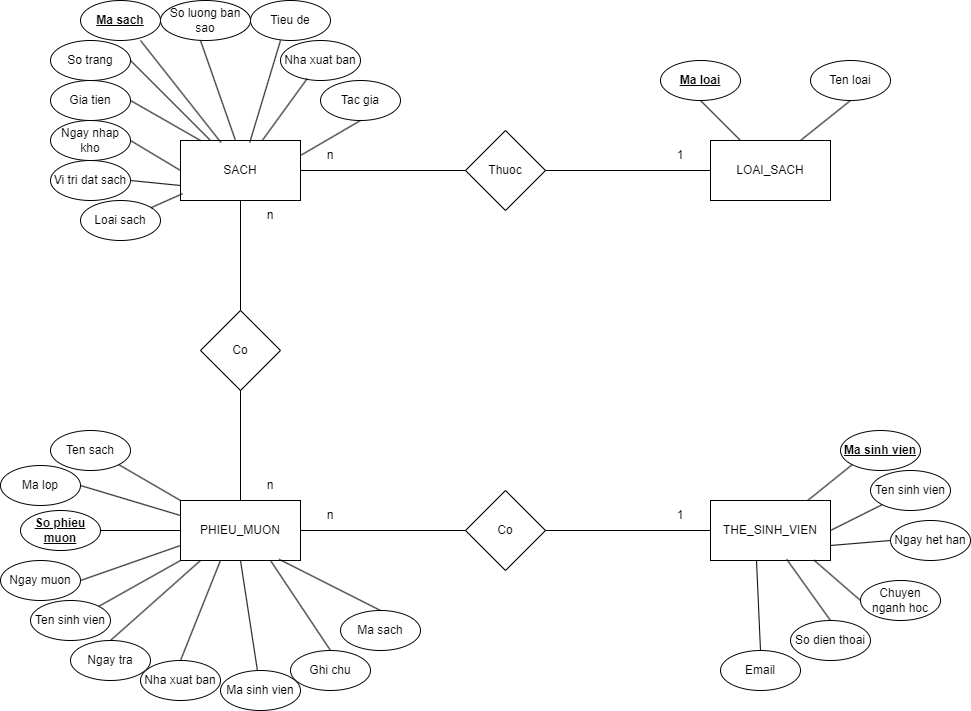 Ma sach
So luong ban
sao
Tieu de
So trang
Nha xuat ban
Ma loai
Ten loai
Gia tien
Tac gia
Ngay nhap
kho
n
1
SACH
Thuoc
LOAI_SACH
Vi tri dat sach
Loai sach
n
Co
Ten sach
Ma sinh vien
Ma lop
n
Ten sinh vien
So phieu
muon
n
1
PHIEU_MUON
Co
THE_SINH_VIEN
Ngay het han
Ngay muon
Chuyen
nganh hoc
Ten sinh vien
Ma sach
So dien thoai
Ngay tra
Nha xuat ban
Ma sinh vien
Ghi chu
Email